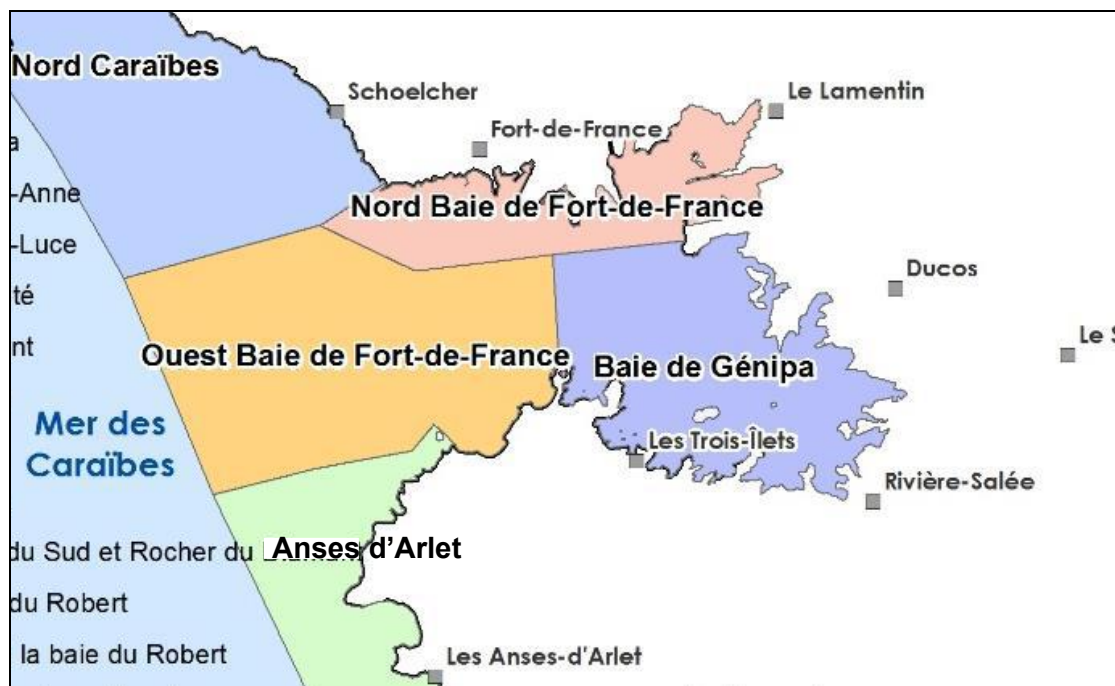 Nord Caraïbes
Schoelcher
Le Lamentin
Fort-de-France
a
-Anne
Nord Baie de Fort-de-France
-Luce
Ducos
té
nt
Ouest Baie de Fort-de-France
Baie de Génipa
Le S
Mer des
Caraïbes
Les Trois-Îlets
Rivière-Salée
du Sud et Rocher du
Anses d’Arlet
du Robert
la baie du Robert
Les Anses-d'Arlet